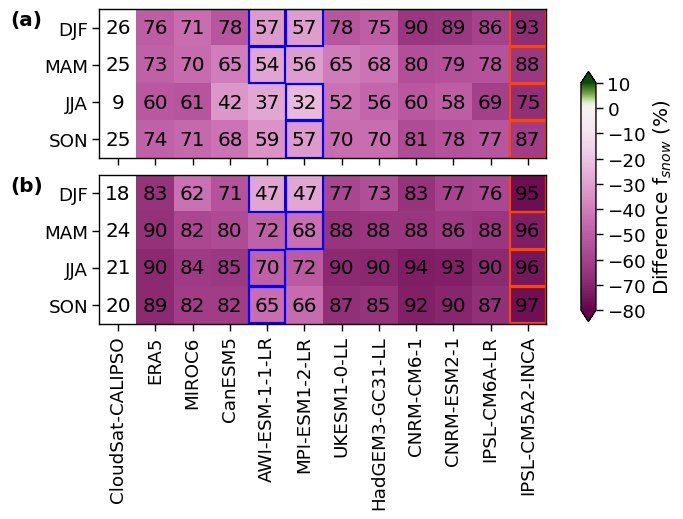 (a)
DJF 26 76 71 78 57 57 78 75 90 89 86 93
MAM 25 73 70 65 54 56 65 68 80 79 78 88
JJA 9 60 61 42 37 32 52 56 60 58 69 75
SON 25 74 71 68 59 57 70 70 81 78 77 87
(b)
DJF 18 83 62 71 47 47 77 73 83 77 76 95
MAM 24 90 82 80 72 68 88 88 88 86 88 96
JJA 21 90 84 85 70 72 90 90 94 93 90 96
SON 20 89 82 82 65 66 87 85 92 90 87 97
CloudSat-CALIPSO
ERA5
MIROC6
CanESM5
AWI-ESM-1-1-LR
MPI-ESM1-2-LR
UKESM1-0-LL
HadGEM3-GC31-LL
CNRM-CM6-1
CNRM-ESM2-1
IPSL-CM6A-LR
IPSL-CM5A2-INCA
10
0
−10
−20
−30
−40
−50
−60
−70
−80
Difference f_snow (%)